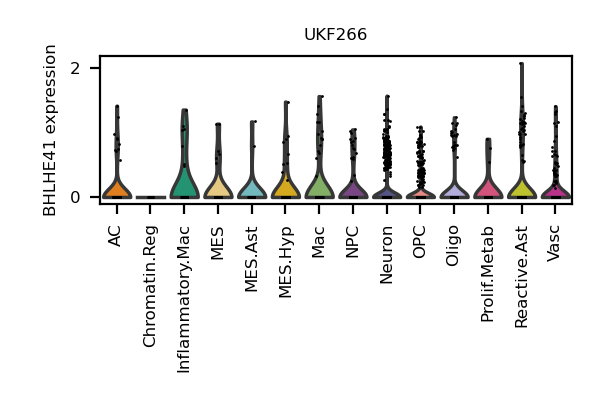 UKF266
BHLHE41 expression
2
0
AC
Chromatin.Reg
Inflammatory.Mac
MES
MES.Ast
MES.Hyp
Mac
NPC
Neuron
OPC
Oligo
Prolif.Metab
Reactive.Ast
Vasc